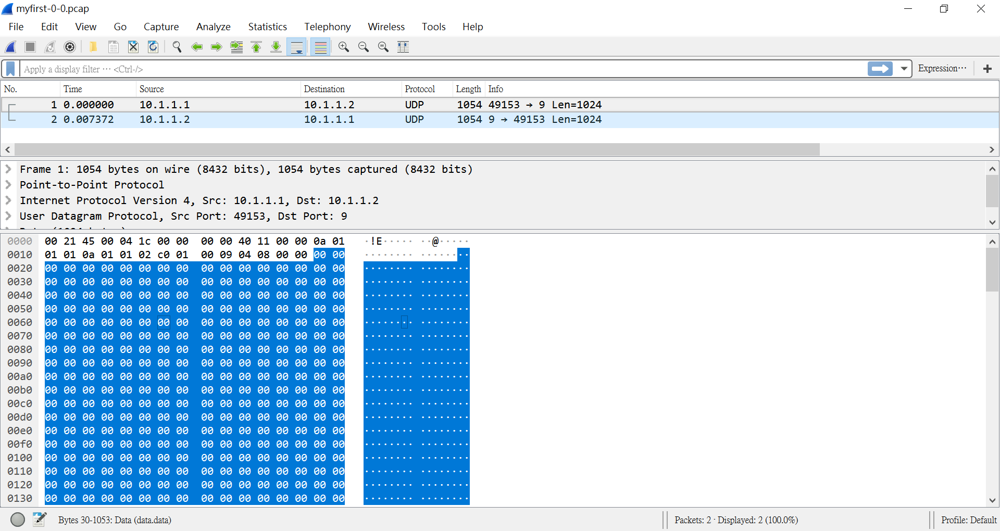 myfirst-0-0.pcap
File Edit View Go Capture Analyze Statistics Telephony Wireless Tools Help
Apply a display filter ··· <Ctrl-/> Expression···
No. Time Source Destination Protocol Length Info
1 0.000000 10.1.1.1 10.1.1.2 UDP 1054 49153 → 9 Len=1024
2 0.007372 10.1.1.2 10.1.1.1 UDP 1054 9 → 49153 Len=1024
Frame 1: 1054 bytes on wire (8432 bits), 1054 bytes captured (8432 bits)
Point-to-Point Protocol
Internet Protocol Version 4, Src: 10.1.1.1, Dst: 10.1.1.2
User Datagram Protocol, Src Port: 49153, Dst Port: 9
0000 00 21 45 00 04 1c 00 00 00 00 40 11 00 00 0a 01 ·!E····· ··@·····
0010 01 01 0a 01 01 02 c0 01 00 09 04 08 00 00 00 00 ········ ········
0020 00 00 00 00 00 00 00 00 00 00 00 00 00 00 00 00 ········ ········
0030 00 00 00 00 00 00 00 00 00 00 00 00 00 00 00 00 ········ ········
0040 00 00 00 00 00 00 00 00 00 00 00 00 00 00 00 00 ········ ········
0050 00 00 00 00 00 00 00 00 00 00 00 00 00 00 00 00 ········ ········
0060 00 00 00 00 00 00 00 00 00 00 00 00 00 00 00 00 ········ ········
0070 00 00 00 00 00 00 00 00 00 00 00 00 00 00 00 00 ········ ········
0080 00 00 00 00 00 00 00 00 00 00 00 00 00 00 00 00 ········ ········
0090 00 00 00 00 00 00 00 00 00 00 00 00 00 00 00 00 ········ ········
00a0 00 00 00 00 00 00 00 00 00 00 00 00 00 00 00 00 ········ ········
00b0 00 00 00 00 00 00 00 00 00 00 00 00 00 00 00 00 ········ ········
00c0 00 00 00 00 00 00 00 00 00 00 00 00 00 00 00 00 ········ ········
00d0 00 00 00 00 00 00 00 00 00 00 00 00 00 00 00 00 ········ ········
00e0 00 00 00 00 00 00 00 00 00 00 00 00 00 00 00 00 ········ ········
00f0 00 00 00 00 00 00 00 00 00 00 00 00 00 00 00 00 ········ ········
0100 00 00 00 00 00 00 00 00 00 00 00 00 00 00 00 00 ········ ········
0110 00 00 00 00 00 00 00 00 00 00 00 00 00 00 00 00 ········ ········
0120 00 00 00 00 00 00 00 00 00 00 00 00 00 00 00 00 ········ ········
0130 00 00 00 00 00 00 00 00 00 00 00 00 00 00 00 00 ········ ········
Bytes 30-1053: Data (data.data) Packets: 2 · Displayed: 2 (100.0%) Profile: Default